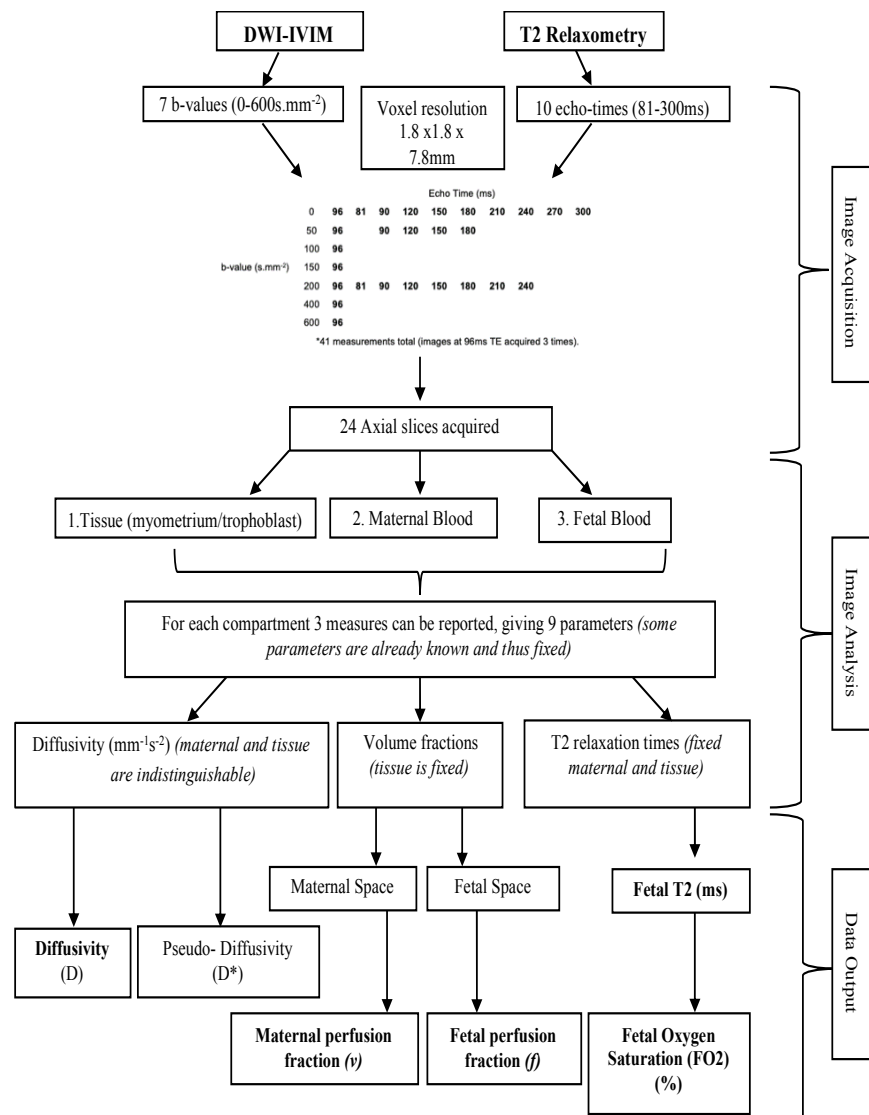 DWI-IVIM
T2 Relaxometry
7 b-values (0-600s.mm-2)
Voxel resolution
1.8 x1.8 x
7.8mm
10 echo-times (81-300ms)
Echo Time (ms)
0 96 81 90 120 150 180 210 240 270 300
50 96 90 120 150 180
100 96
b-value (s.mm-2) 150 96
200 96 81 90 120 150 180 210 240
400 96
600 96
*41 measurements total (images at 96ms TE acquired 3 times).
Image Acquisition
24 Axial slices acquired
1.Tissue (myometrium/trophoblast)
2. Maternal Blood
3. Fetal Blood
For each compartment 3 measures can be reported, giving 9 parameters (some
parameters are already known and thus fixed)
Image Analysis
Diffusivity (mm-1s-2) (maternal and tissue
are indistinguishable)
Volume fractions
(tissue is fixed)
T2 relaxation times (fixed
maternal and tissue)
Maternal Space
Fetal Space
Fetal T2 (ms)
Diffusivity
(D)
Pseudo- Diffusivity
(D*)
Data Output
Maternal perfusion
fraction (v)
Fetal perfusion
fraction (f)
Fetal Oxygen
Saturation (FO2)
(%)